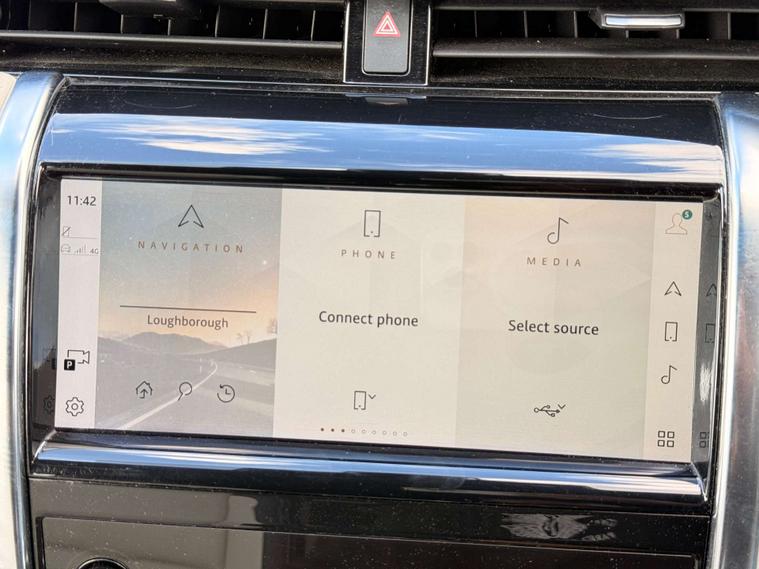 11:42
4G
P
NAVIGATION
Loughborough
PHONE
Connect phone
MEDIA
Select source
S